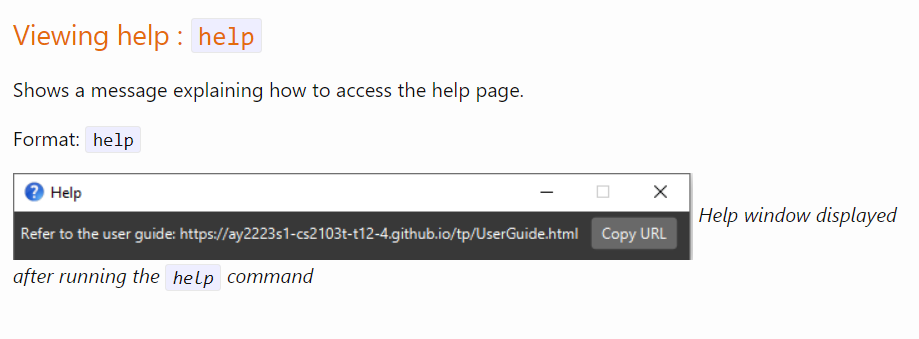 Viewing help : help
Shows a message explaining how to access the help page.
Format: help
Help
Refer to the user guide: https://ay2223s1-cs2103t-t12-4.github.io/tp/UserGuide.html Copy URL
Help window displayed
after running the help command